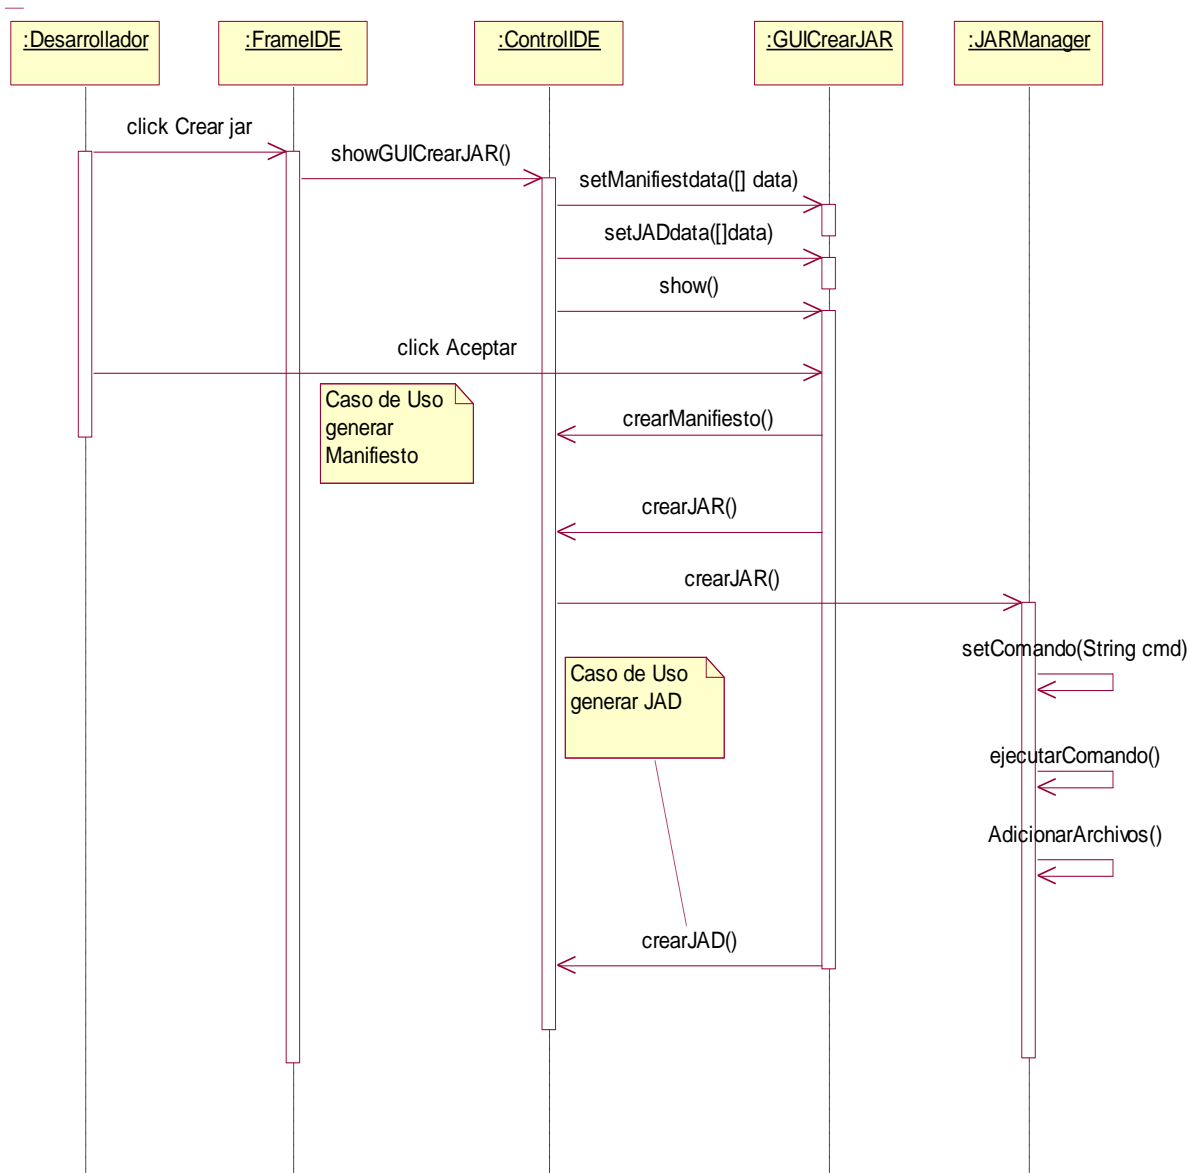 :Desarrollador
:FrameIDE
:ControlIDE
:GUICrearJAR
:JARManager
click Crear jar
showGUICrearJAR()
setManifiestdata([] data)
setJADdata([]data)
show()
click Aceptar
Caso de Uso
generar
Manifiesto
crearManifiesto()
crearJAR()
crearJAR()
setComando(String cmd)
Caso de Uso
generar JAD
ejecutarComando()
AdicionarArchivos()
crearJAD()